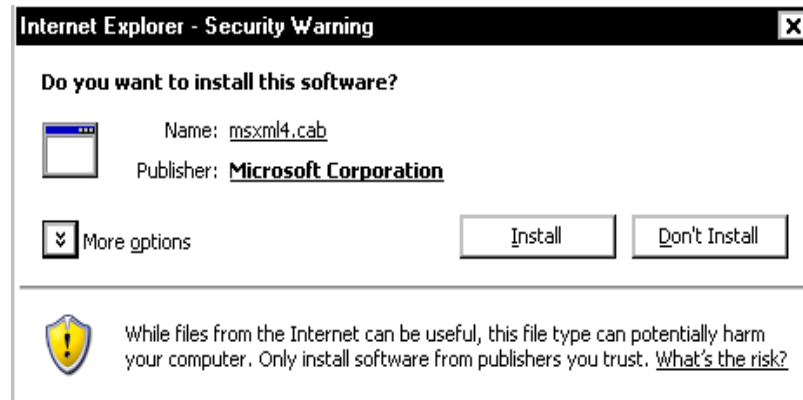 Internet Explorer - Security Warning
Do you want to install this software?
Name: msxml4.cab
Publisher: Microsoft Corporation
More options
Install
Don't Install
While files from the Internet can be useful, this file type can potentially harm
your computer. Only install software from publishers you trust. What's the risk?